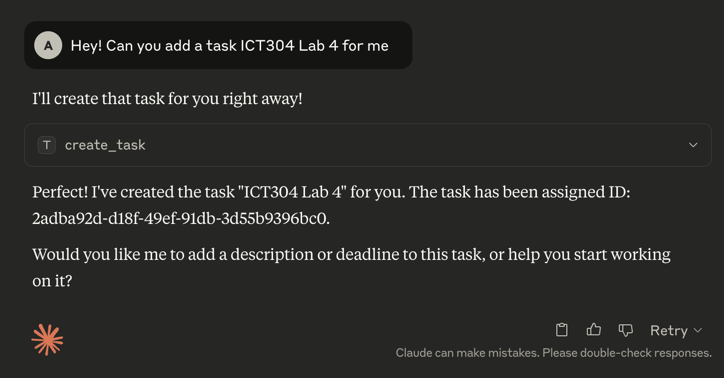 A Hey! Can you add a task ICT304 Lab 4 for me
I'll create that task for you right away!
T create_task
Perfect! I've created the task "ICT304 Lab 4" for you. The task has been assigned ID:
2adba92d-d18f-49ef-91db-3d55b9396bc0.
Would you like me to add a description or deadline to this task, or help you start working
on it?
Retry
Claude can make mistakes. Please double-check responses.